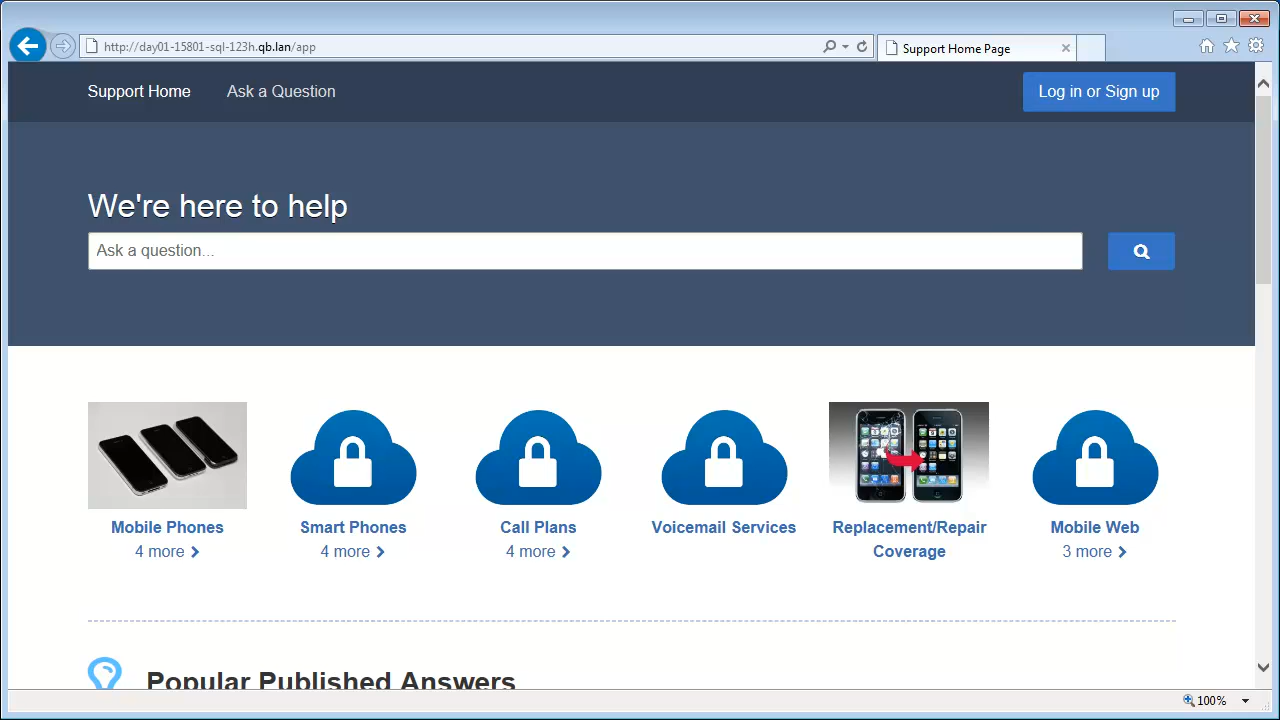 http://day01-15801-sql-123h.qb.lan/app
Support Home Page
Support Home
Ask a Question
Log in or Sign up
We're here to help
Ask a question...
Mobile Phones
4 more
Smart Phones
4 more
Call Plans
4 more
Voicemail Services
Replacement/Repair
Coverage
Mobile Web
3 more
Popular Published Answers
100%